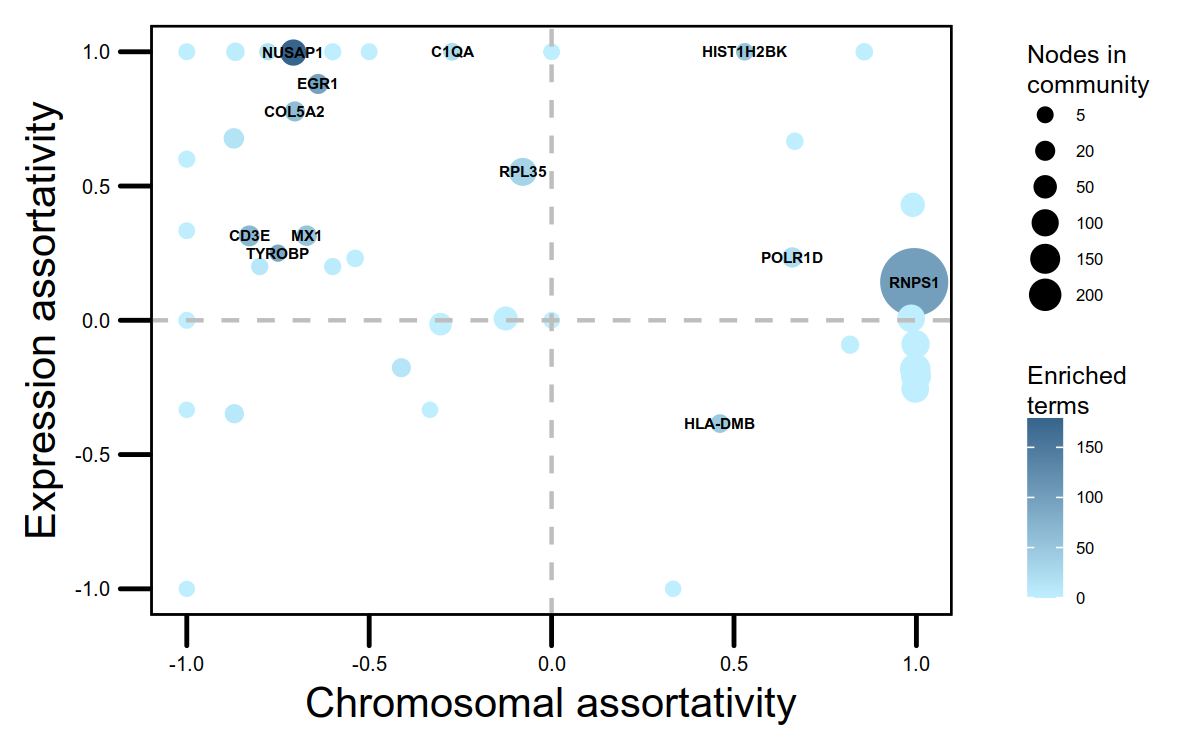 1.0
0.5
0.0
-0.5
-1.0
Expression assortativity
NUSAP1
C1QA
HIST1H2BK
EGR1
COL5A2
RPL35
CD3E
MX1
TYROBP
POLR1D
RNPS1
HLA-DMB
-1.0
-0.5
0.0
0.5
1.0
Chromosomal assortativity
Nodes in
community
5
20
50
100
150
200
Enriched
terms
150
100
50
0